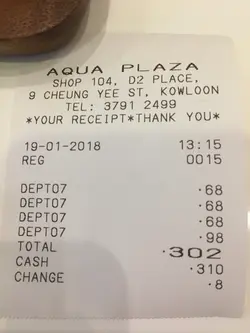 AQUA PLAZA
SHOP 104, D2 PLACE,
9 CHEUNG YEE ST, KOWLOON
TEL: 3791 2499
*YOUR RECEIPT*THANK YOU*
19-01-2018 13:15
REG 0015
DEPT07 ·68
DEPT07 ·68
DEPT07 ·68
DEPT07 ·98
TOTAL ·302
CASH ·310
CHANGE ·8